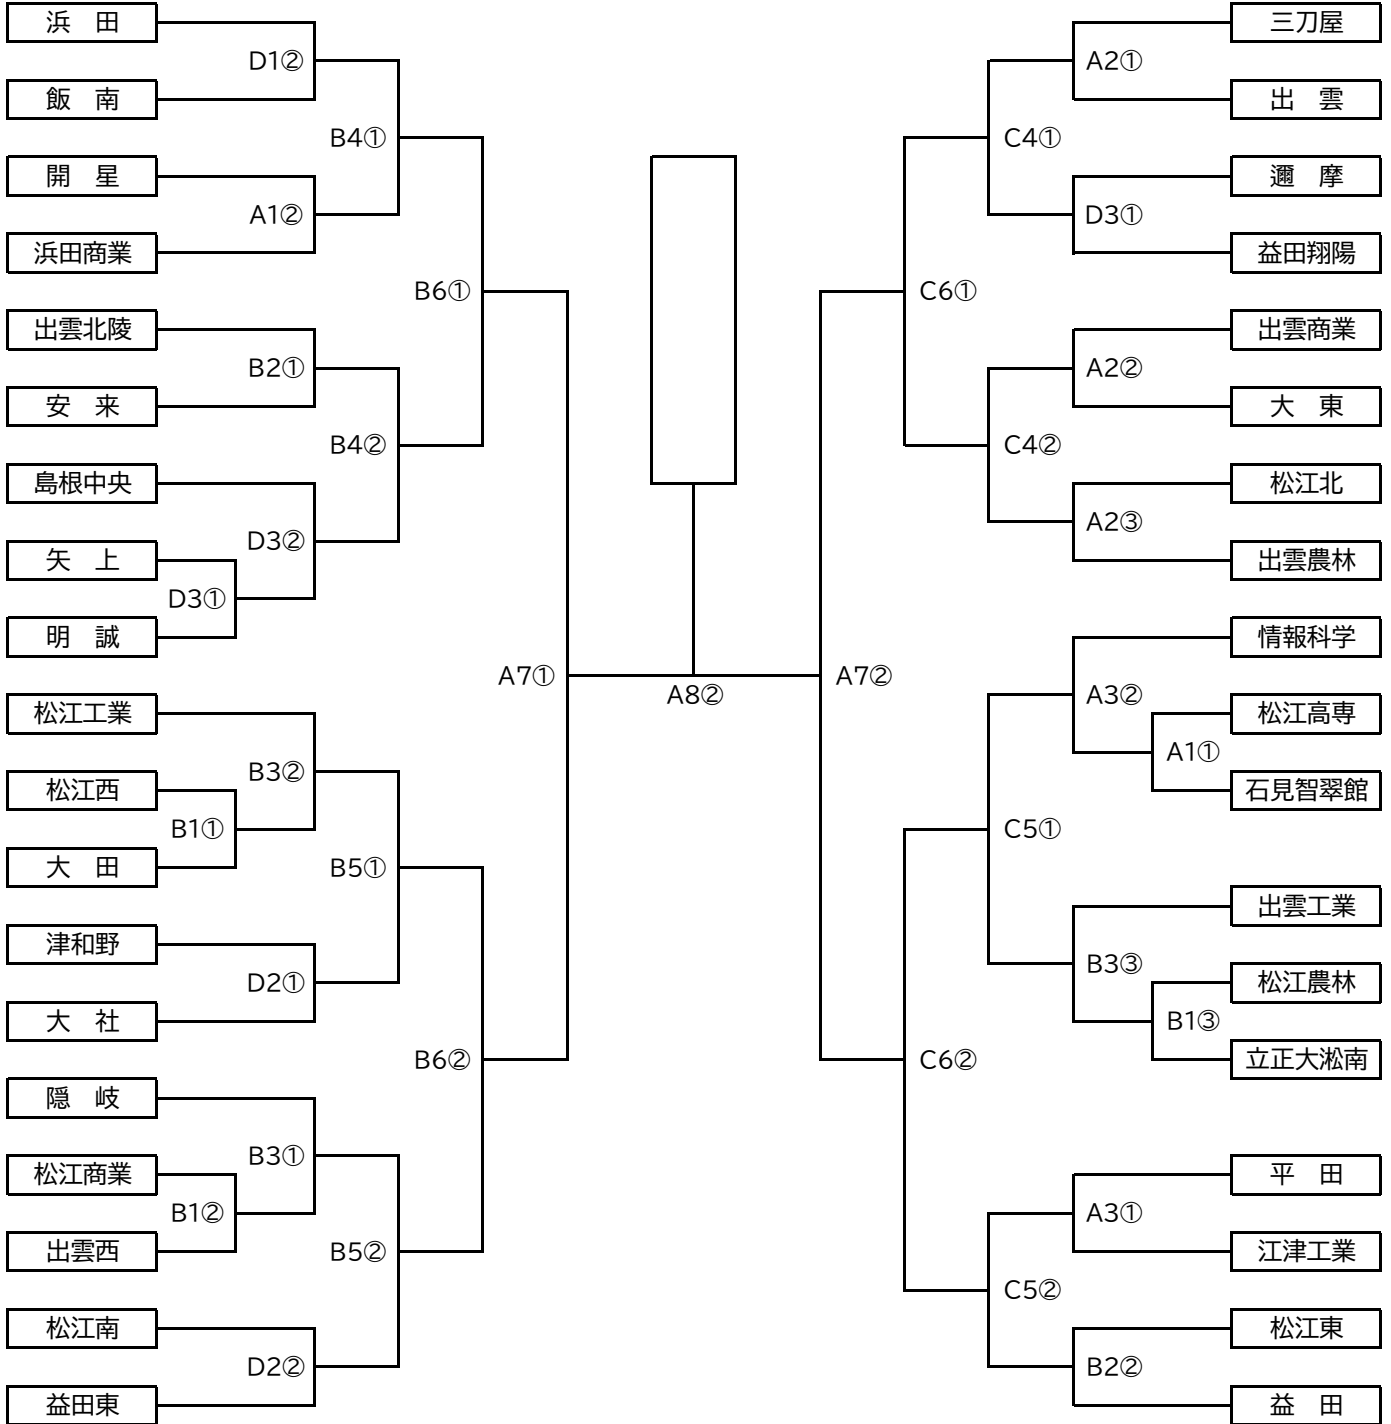 浜　田
D1②
飯　南
B4①
開　星
A1②
浜田商業
B6①
出雲北陵
B2①
安　来
B4②
島根中央
D3②
矢　上
D3①
明　誠
A7①
松江工業
B3②
松江西
B1①
大　田
B5①
津和野
D2①
大　社
B6②
隠　岐
B3①
松江商業
B1②
出雲西
B5②
松江南
D2②
益田東
A8②
三刀屋
A2①
出　雲
C4①
邇　摩
D3①
益田翔陽
C6①
出雲商業
A2②
大　東
C4②
松江北
A2③
出雲農林
A7②
情報科学
A3②
松江高専
A1①
石見智翠館
C5①
出雲工業
B3③
松江農林
B1③
立正大淞南
C6②
平　田
A3①
江津工業
C5②
松江東
B2②
益　田